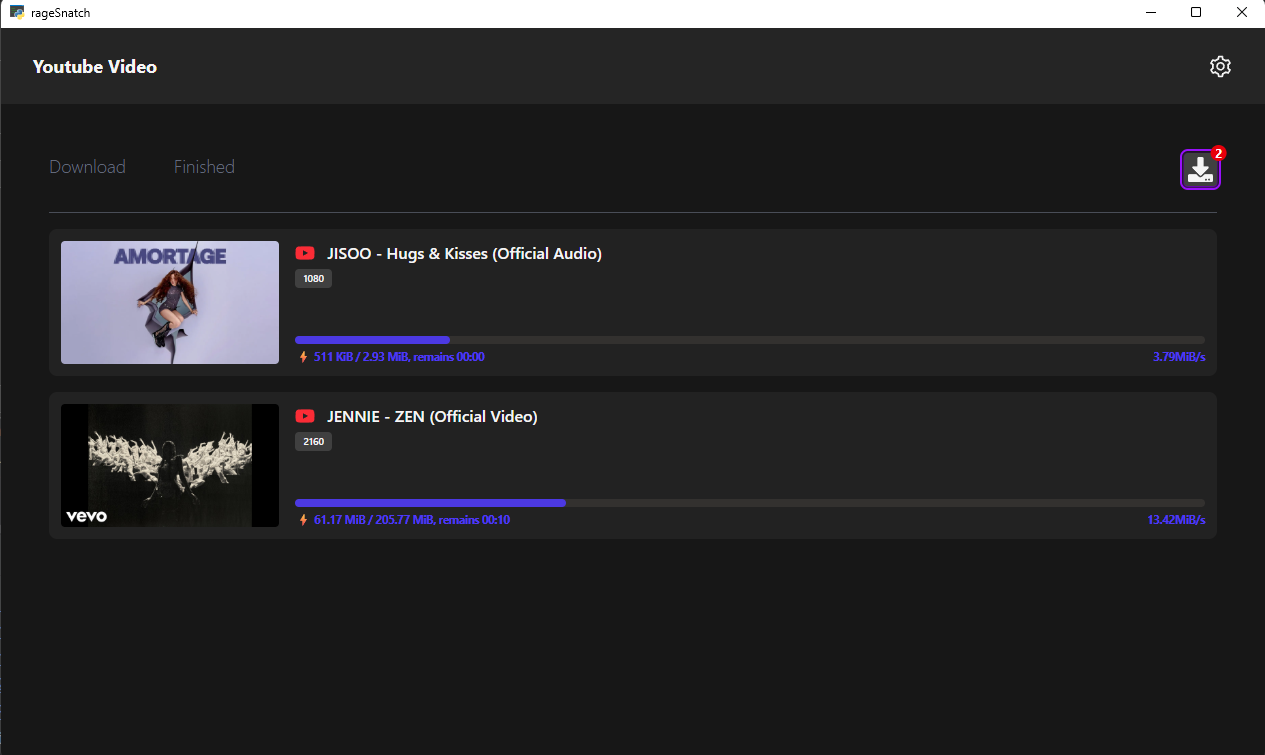 rageSnatch
Youtube Video
Download
Finished
2
AMORTAGE
JISOO - Hugs & Kisses (Official Audio)
1080
511 KiB / 2.93 MiB, remains 00:00
3.79MiB/s
vevo
JENNIE - ZEN (Official Video)
2160
61.17 MiB / 205.77 MiB, remains 00:10
13.42MiB/s